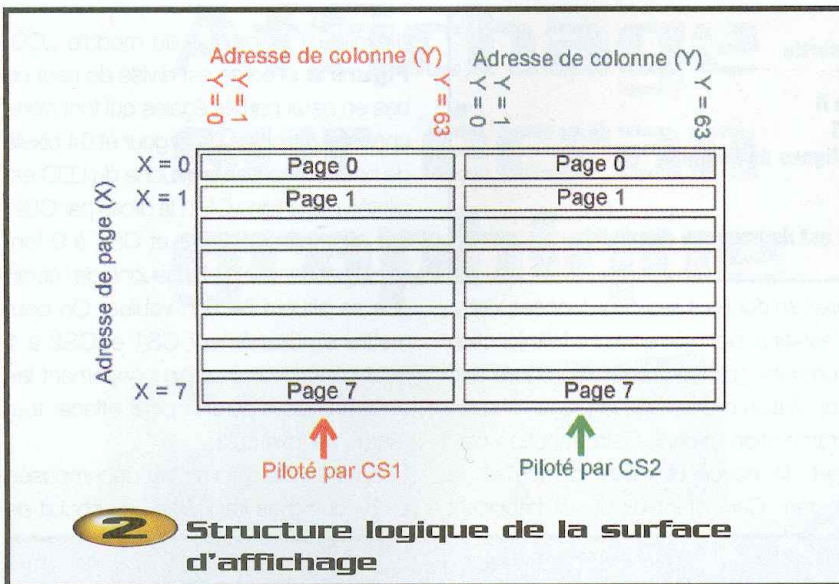 Adresse de colonne (Y) Adresse de colonne (Y)
Y = 0 Y = 1 Y = 63 Y = 0 Y = 1 Y = 63
X = 0 Page 0 Page 0
X = 1 Page 1 Page 1
Adresse de page (X)
X = 7 Page 7 Page 7
Piloté par CS1 Piloté par CS2
2 Structure logique de la surface
d'affichage